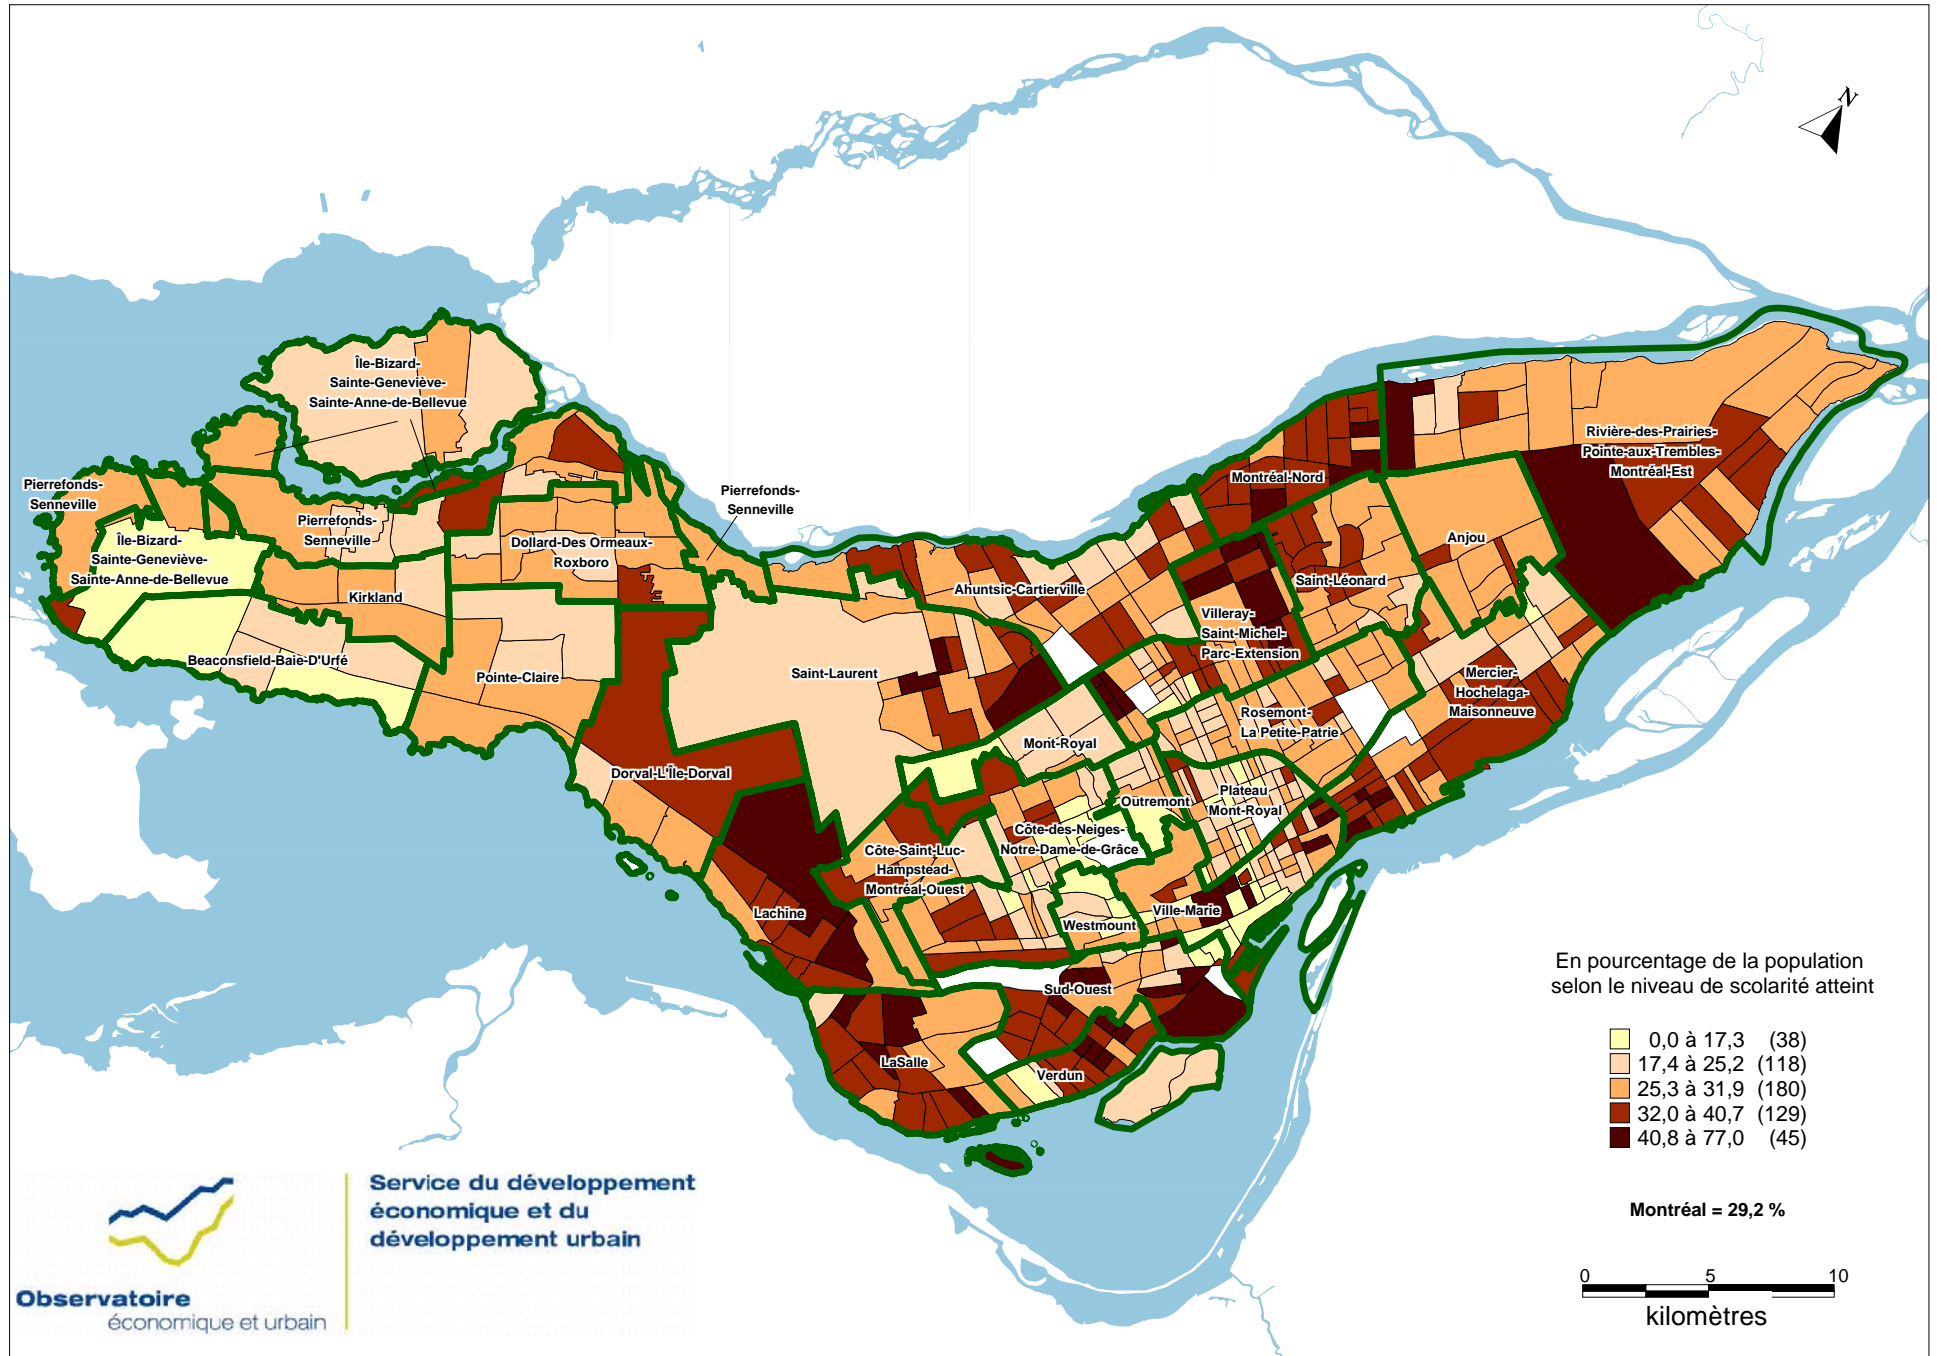 N
Île-Bizard-
Sainte-Geneviève-
Sainte-Anne-de-Bellevue
Pierrefonds-
Senneville
Île-Bizard-
Sainte-Geneviève-
Sainte-Anne-de-Bellevue
Pierrefonds-
Senneville
Dollard-Des Ormeaux-
Roxboro
Pierrefonds-
Senneville
Kirkland
Beaconsfield-Baie-D'Urfé
Pointe-Claire
Dorval-L'Île-Dorval
Saint-Laurent
Ahuntsic-Cartierville
Montréal-Nord
Rivière-des-Prairies-
Pointe-aux-Trembles-
Montréal-Est
Anjou
Saint-Léonard
Villeray-
Saint-Michel-
Parc-Extension
Mercier-
Hochelaga-
Maisonneuve
Rosemont-
La Petite-Patrie
Mont-Royal
Outremont
Plateau
Mont-Royal
Côte-des-Neiges-
Notre-Dame-de-Grâce
Côte-Saint-Luc-
Hampstead-
Montréal-Ouest
Lachine
Westmount
Ville-Marie
Sud-Ouest
LaSalle
Verdun
En pourcentage de la population
selon le niveau de scolarité atteint
0,0 à 17,3 (38)
17,4 à 25,2 (118)
25,3 à 31,9 (180)
32,0 à 40,7 (129)
40,8 à 77,0 (45)
Montréal = 29,2 %
0 5 10
kilomètres
Service du développement
économique et du
développement urbain
Observatoire
économique et urbain